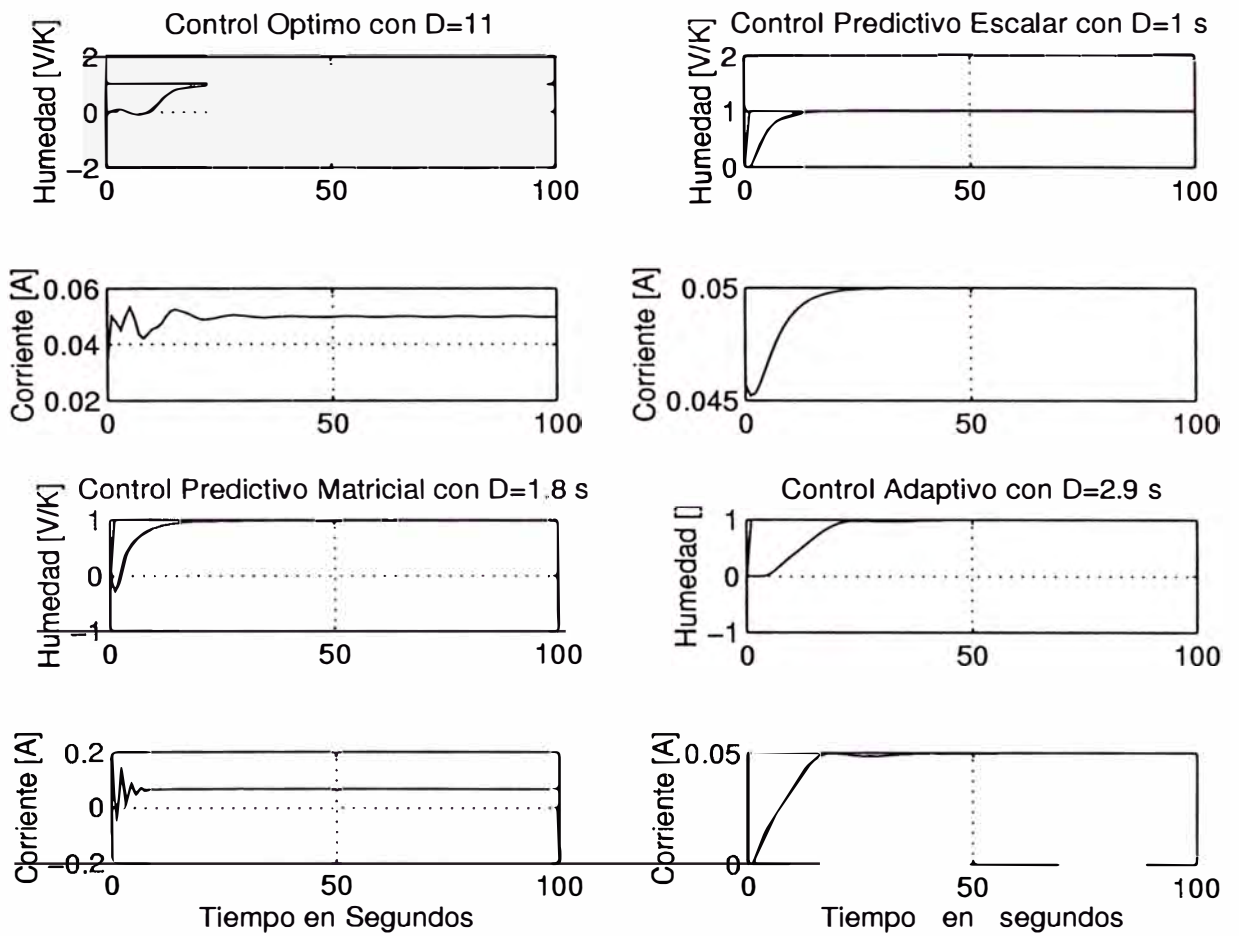 Control Optimo con D=11
Humedad [V/K]
2
0
−2
0 50 100
Control Predictivo Escalar con D=1 s
Humedad [V/K]
2
1
0
0 50 100
Corriente [A]
0.06
0.04
0.02
0 50 100
Corriente [A]
0.05
0.045
0 50 100
Control Predictivo Matricial con D=1.8 s
Humedad [V/K]
1
0
−1
0 50 100
Control Adaptivo con D=2.9 s
Humedad []
1
0
−1
0 50 100
Corriente [A]
0.2
0
−0.2
0 50 100
Tiempo en Segundos
Corriente [A]
0.05
0
0 50 100
Tiempo en segundos